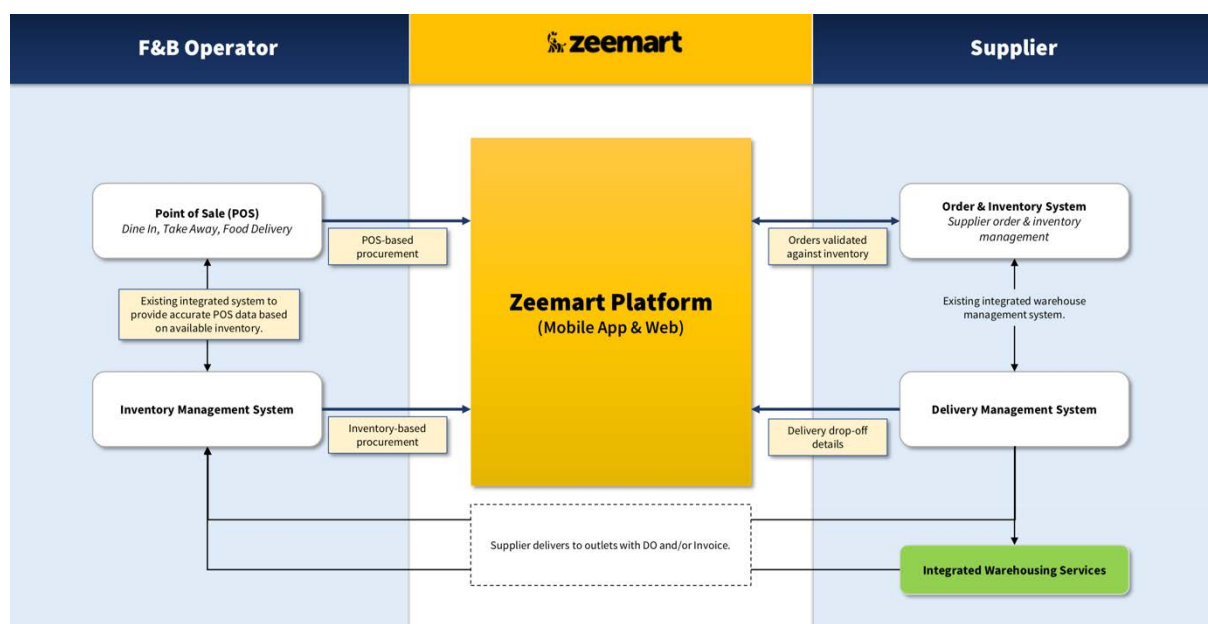 F&B Operator
zeemart
Supplier
Point of Sale (POS)
Dine In, Take Away, Food Delivery
POS-based
procurement
Existing integrated system to
provide accurate POS data based
on available inventory.
Inventory Management System
Inventory-based
procurement
Zeemart Platform
(Mobile App & Web)
Order & Inventory System
Supplier order & inventory
management
Orders validated
against inventory
Existing integrated warehouse
management system.
Delivery Management System
Delivery drop-off
details
Supplier delivers to outlets with DO and/or Invoice.
Integrated Warehousing Services